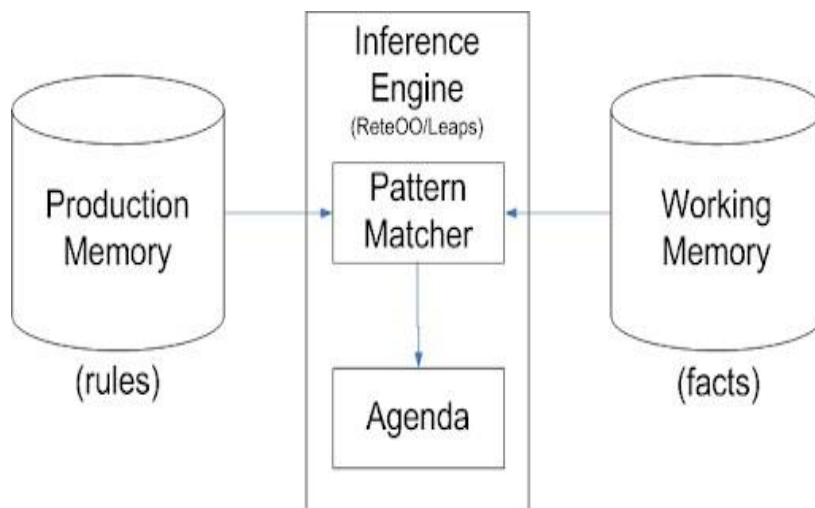 Inference
Engine
(ReteOO/Leaps)
Production
Memory
(rules)
Pattern
Matcher
Agenda
Working
Memory
(facts)